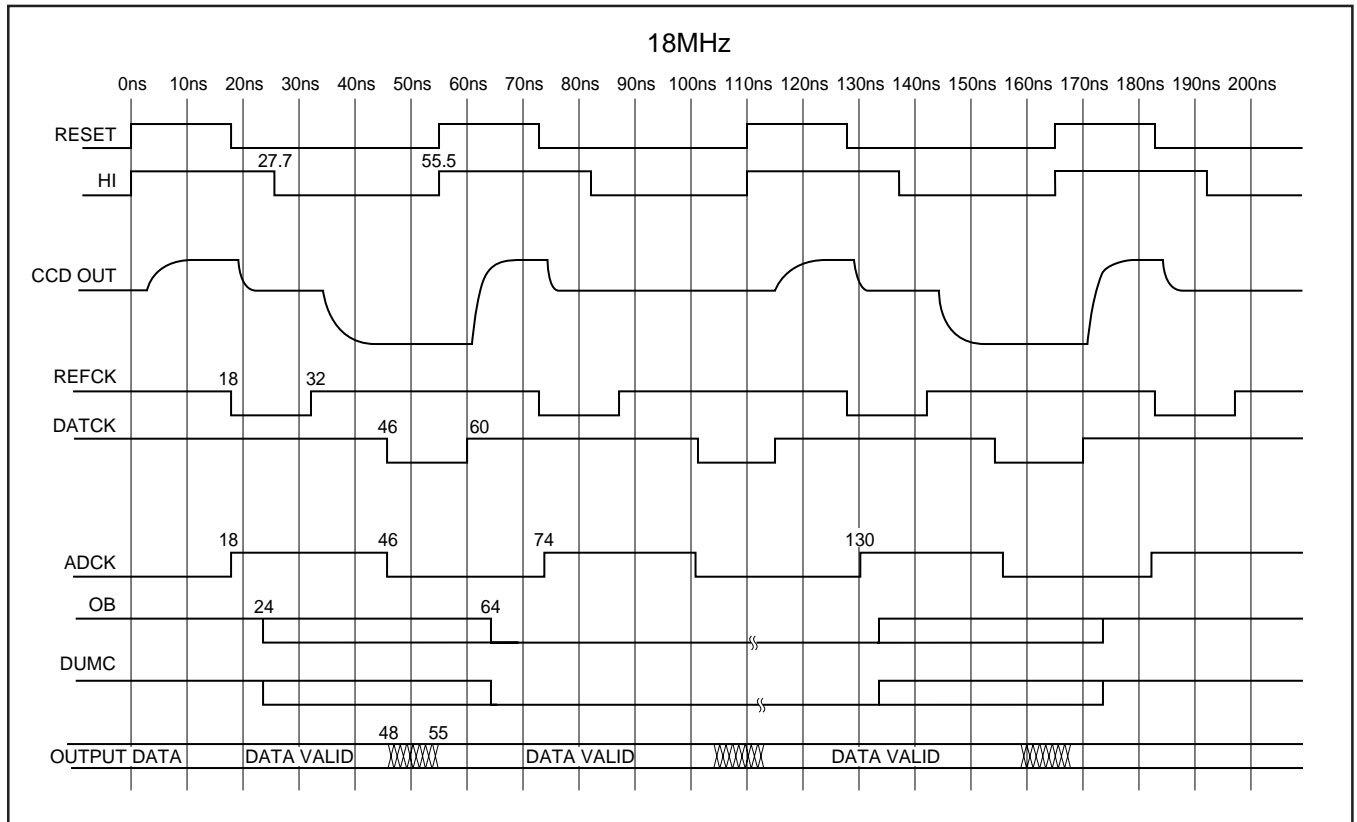 18MHz
0ns 10ns 20ns 30ns 40ns 50ns 60ns 70ns 80ns 90ns 100ns 110ns 120ns 130ns 140ns 150ns 160ns 170ns 180ns 190ns 200ns
RESET
27.7 55.5
HI
CCD OUT
REFCK 18 32
DATCK 46 60
18 46 74 130
ADCK
OB 24 64
DUMC
48 55
OUTPUT DATA DATA VALID DATA VALID DATA VALID